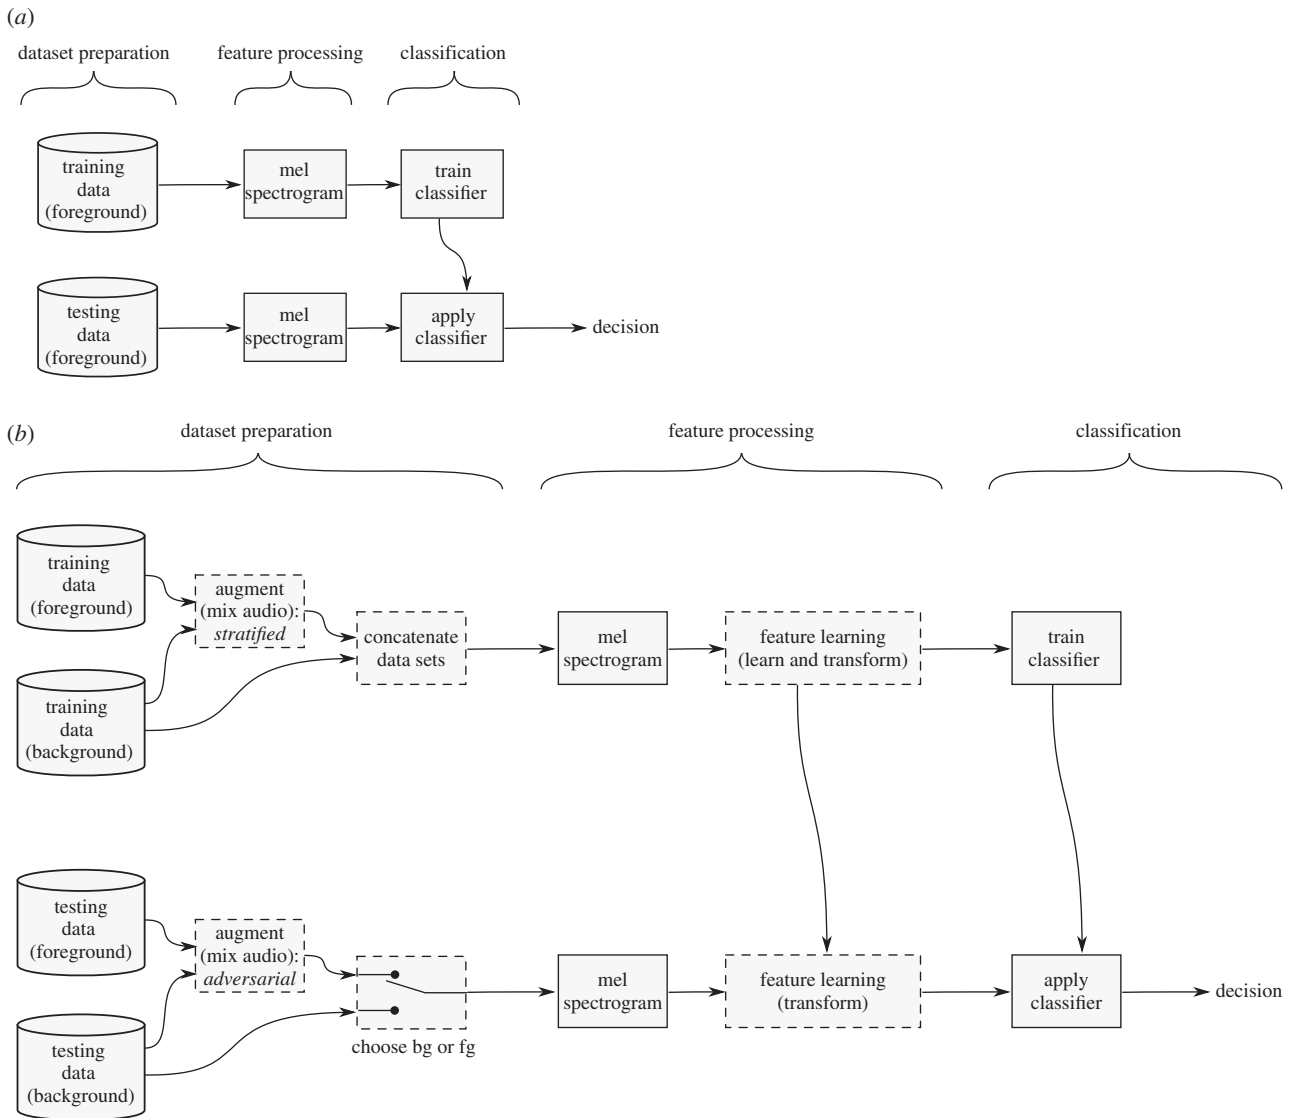 (a)
dataset preparation
feature processing
classification
training
data
(foreground)
mel
spectrogram
train
classifier
testing
data
(foreground)
mel
spectrogram
apply
classifier
decision
(b)
dataset preparation
feature processing
classification
training
data
(foreground)
augment
(mix audio):
stratified
concatenate
data sets
mel
spectrogram
feature learning
(learn and transform)
train
classifier
training
data
(background)
testing
data
(foreground)
augment
(mix audio):
adversarial
mel
spectrogram
feature learning
(transform)
apply
classifier
decision
choose bg or fg
testing
data
(background)